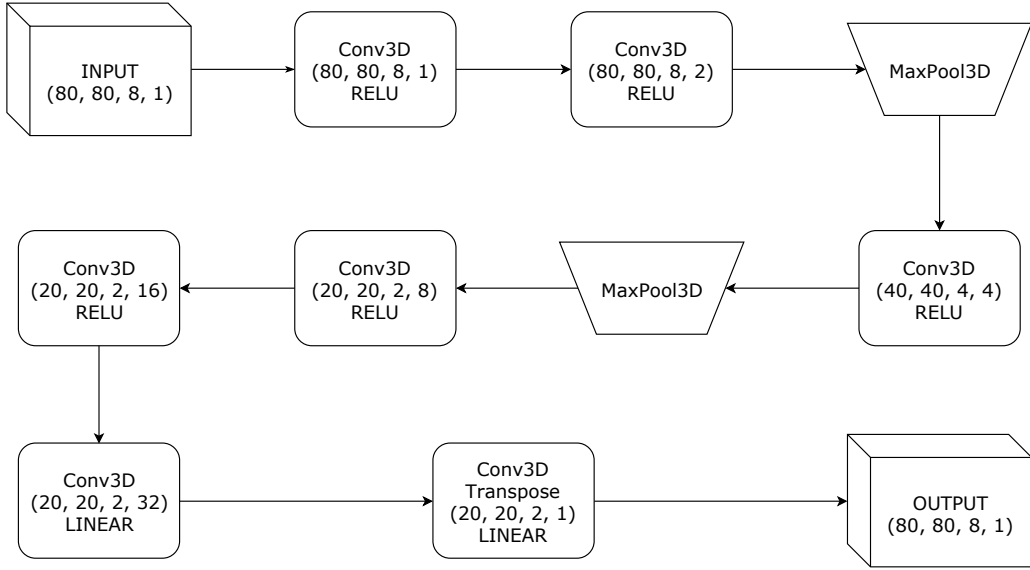 INPUT
(80, 80, 8, 1)
Conv3D
(80, 80, 8, 1)
RELU
Conv3D
(80, 80, 8, 2)
RELU
MaxPool3D
Conv3D
(40, 40, 4, 4)
RELU
MaxPool3D
Conv3D
(20, 20, 2, 8)
RELU
Conv3D
(20, 20, 2, 16)
RELU
Conv3D
(20, 20, 2, 32)
LINEAR
Conv3D
Transpose
(20, 20, 2, 1)
LINEAR
OUTPUT
(80, 80, 8, 1)